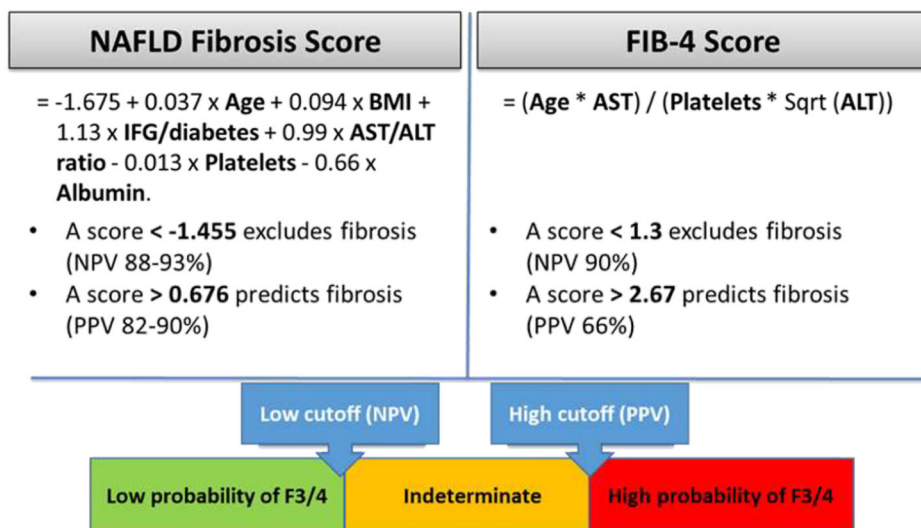 NAFLD Fibrosis Score
= -1.675 + 0.037 x Age + 0.094 x BMI +
1.13 x IFG/diabetes + 0.99 x AST/ALT
ratio - 0.013 x Platelets - 0.66 x
Albumin.
• A score < -1.455 excludes fibrosis
(NPV 88-93%)
• A score > 0.676 predicts fibrosis
(PPV 82-90%)
FIB-4 Score
= (Age * AST) / (Platelets * Sqrt (ALT))
• A score < 1.3 excludes fibrosis
(NPV 90%)
• A score > 2.67 predicts fibrosis
(PPV 66%)
Low cutoff (NPV)
High cutoff (PPV)
Low probability of F3/4
Indeterminate
High probability of F3/4